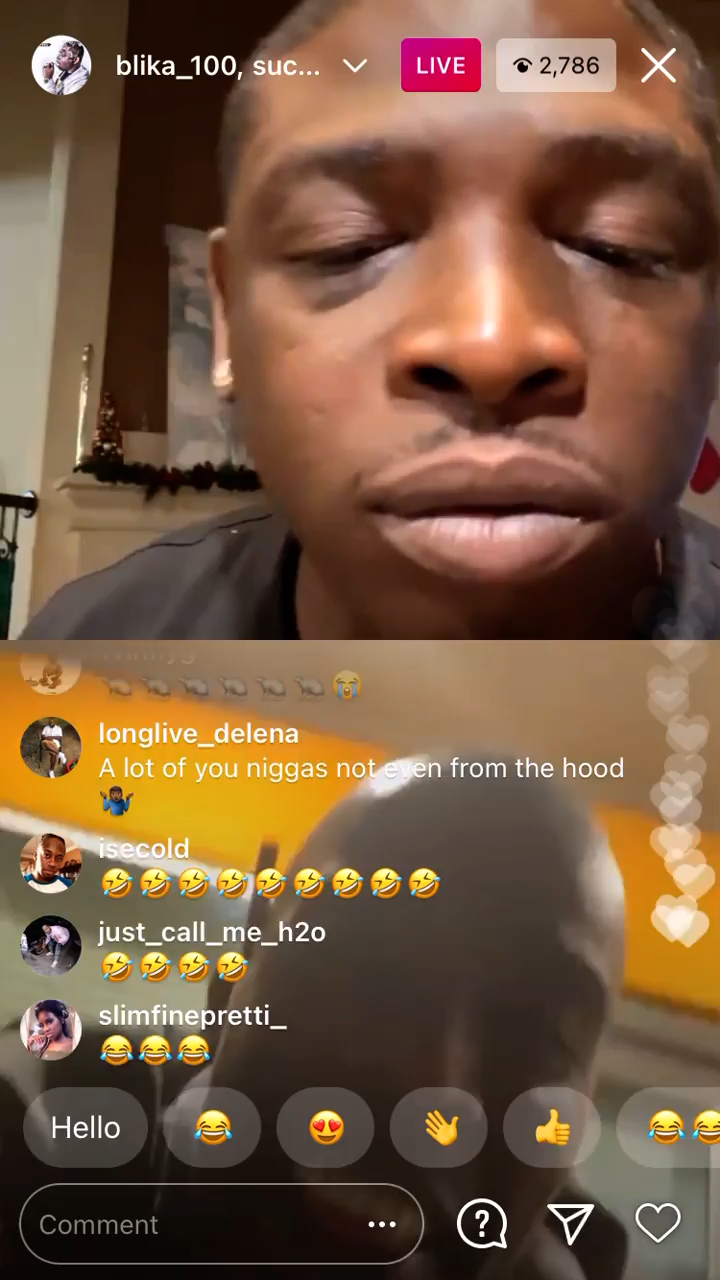 blika_100, suc...
LIVE
2,786
longlive_delena
A lot of you niggas not even from the hood
🤷🏾‍♂️
isecold
🤣🤣🤣🤣🤣🤣🤣🤣🤣
just_call_me_h2o
🤣🤣🤣🤣
slimfinepretti_
😂😂😂
Hello
Comment